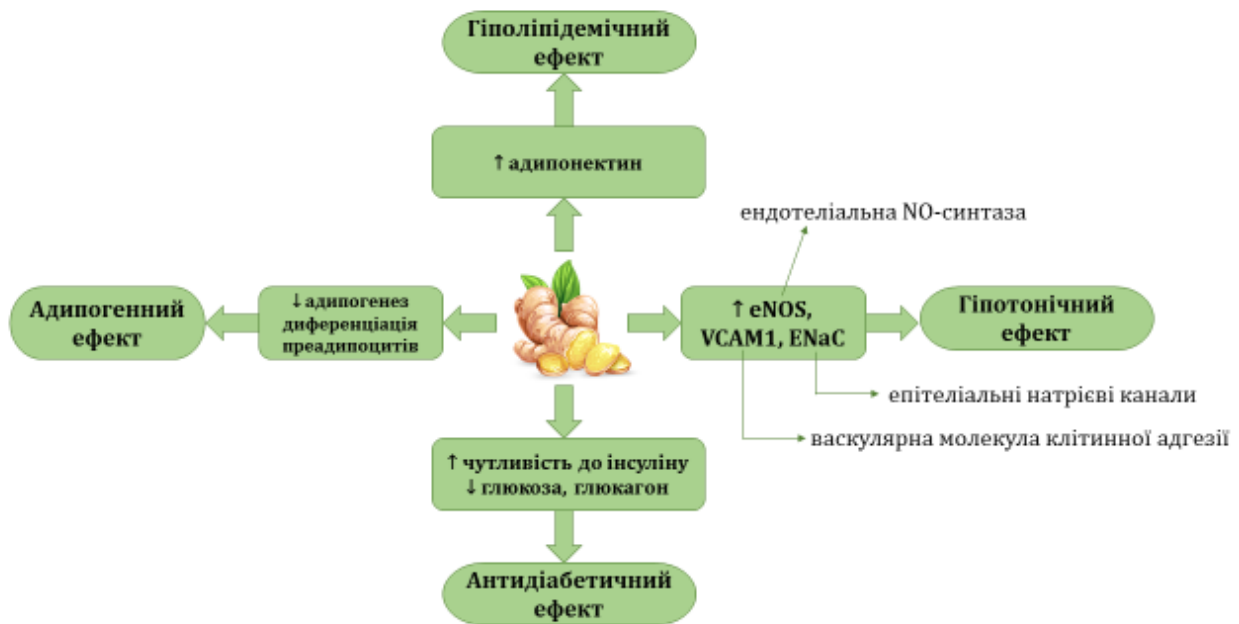 Гіполіпідемічний
ефект
↑ адипонектин
ендотеліальна NO-синтаза
Адипогенний
ефект
↓ адипогенез
диференціація
преадипоцитів
↑ eNOS,
VCAM1, ENaC
Гіпотонічний
ефект
епітеліальні натрієві канали
васкулярна молекула клітинної адгезії
↑ чутливість до інсуліну
↓ глюкоза, глюкагон
Антидіабетичний
ефект